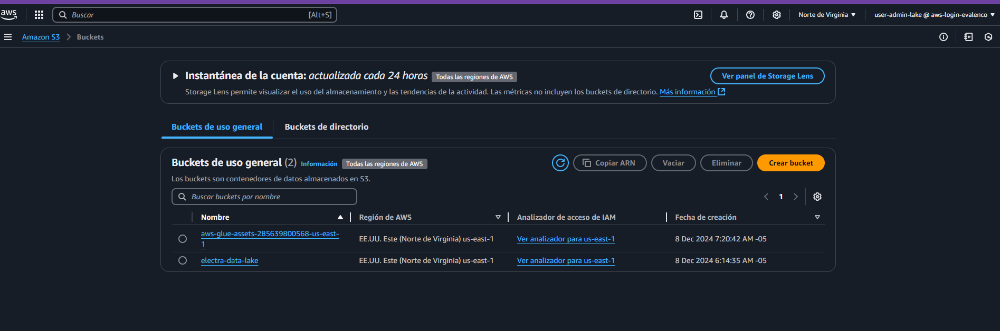 aws
Buscar [Alt+S] Norte de Virginia user-admin-lake @ aws-login-evalenco
Amazon S3 Buckets
Instantánea de la cuenta: actualizada cada 24 horas Todas las regiones de AWS Ver panel de Storage Lens
Storage Lens permite visualizar el uso del almacenamiento y las tendencias de la actividad. Las métricas no incluyen los buckets de directorio. Más información
Buckets de uso general Buckets de directorio
Buckets de uso general (2) Información Todas las regiones de AWS Copiar ARN Vaciar Eliminar Crear bucket
Los buckets son contenedores de datos almacenados en S3.
Buscar buckets por nombre 1
Nombre Región de AWS Analizador de acceso de IAM Fecha de creación
aws-glue-assets-285639800568-us-east-
1 EE.UU. Este (Norte de Virginia) us-east-1 Ver analizador para us-east-1 8 Dec 2024 7:20:42 AM -05
electra-data-lake EE.UU. Este (Norte de Virginia) us-east-1 Ver analizador para us-east-1 8 Dec 2024 6:14:35 AM -05